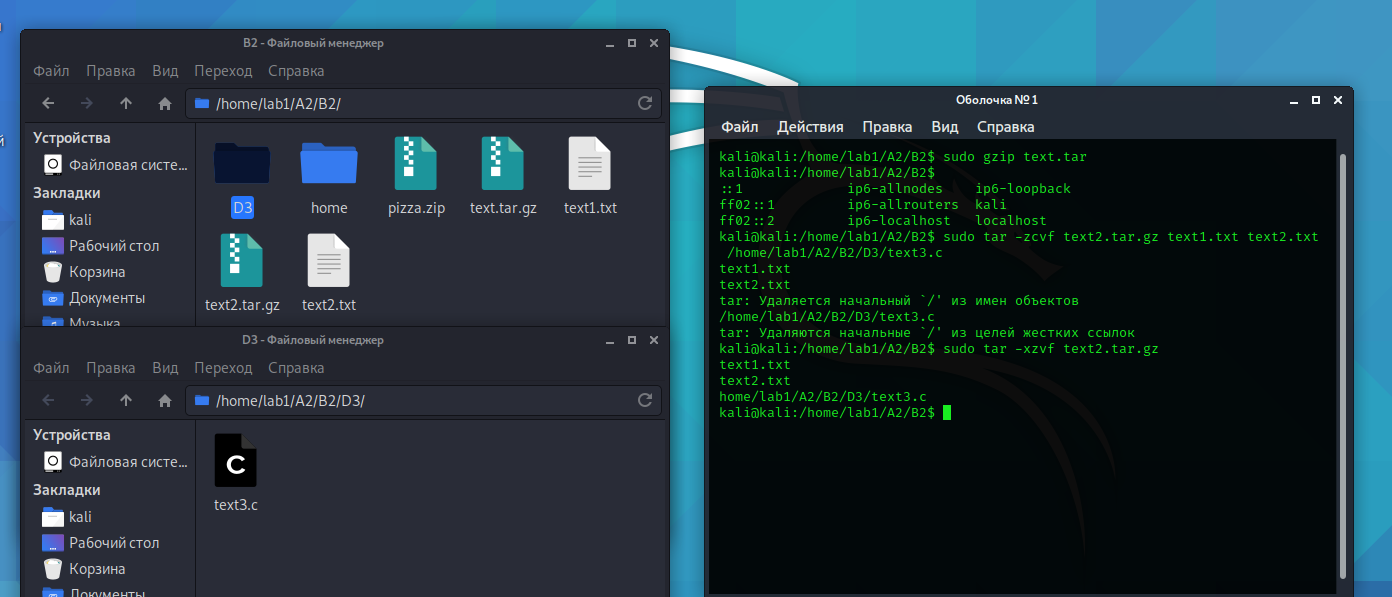 B2 - Файловый менеджер
Файл Правка Вид Переход Справка
/home/lab1/A2/B2/
Устройства
Файловая систе...
Закладки
kali
Рабочий стол
Корзина
Документы
Музыка
D3 home pizza.zip text.tar.gz text1.txt
text2.tar.gz text2.txt
D3 - Файловый менеджер
Файл Правка Вид Переход Справка
/home/lab1/A2/B2/D3/
Устройства
Файловая систе...
Закладки
kali
Рабочий стол
Корзина
Документы
C
text3.c
Оболочка №1
Файл Действия Правка Вид Справка
kali@kali:/home/lab1/A2/B2$ sudo gzip text.tar
kali@kali:/home/lab1/A2/B2$
::1 ip6-allnodes ip6-loopback
ff02::1 ip6-allrouters kali
ff02::2 ip6-localhost localhost
kali@kali:/home/lab1/A2/B2$ sudo tar -zcvf text2.tar.gz text1.txt text2.txt
/home/lab1/A2/B2/D3/text3.c
text1.txt
text2.txt
tar: Удаляется начальный `/' из имен объектов
/home/lab1/A2/B2/D3/text3.c
tar: Удаляются начальные `/' из целей жестких ссылок
kali@kali:/home/lab1/A2/B2$ sudo tar -xzvf text2.tar.gz
text1.txt
text2.txt
home/lab1/A2/B2/D3/text3.c
kali@kali:/home/lab1/A2/B2$